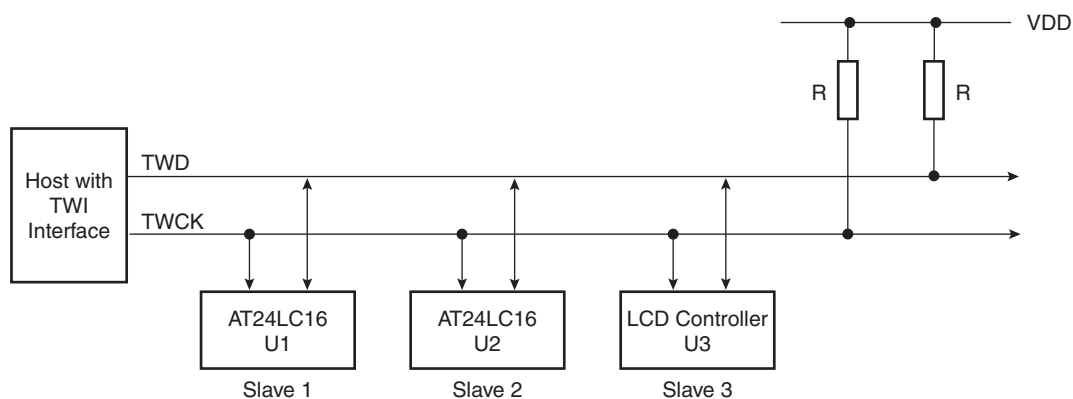 VDD
R
R
Host with
TWI
Interface
TWD
TWCK
AT24LC16
U1
AT24LC16
U2
LCD Controller
U3
Slave 1
Slave 2
Slave 3